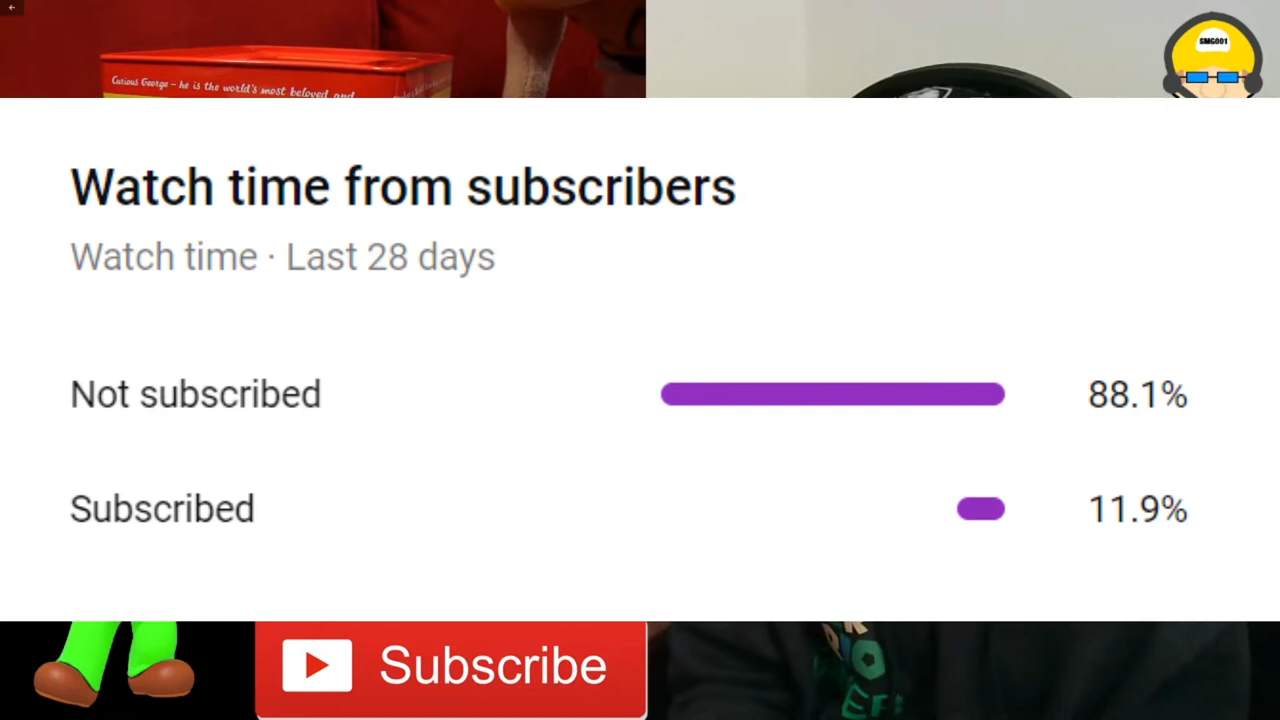 Curious George – he is the world's most beloved and
SMG001
Watch time from subscribers
Watch time · Last 28 days
Not subscribed
88.1%
Subscribed
11.9%
Subscribe